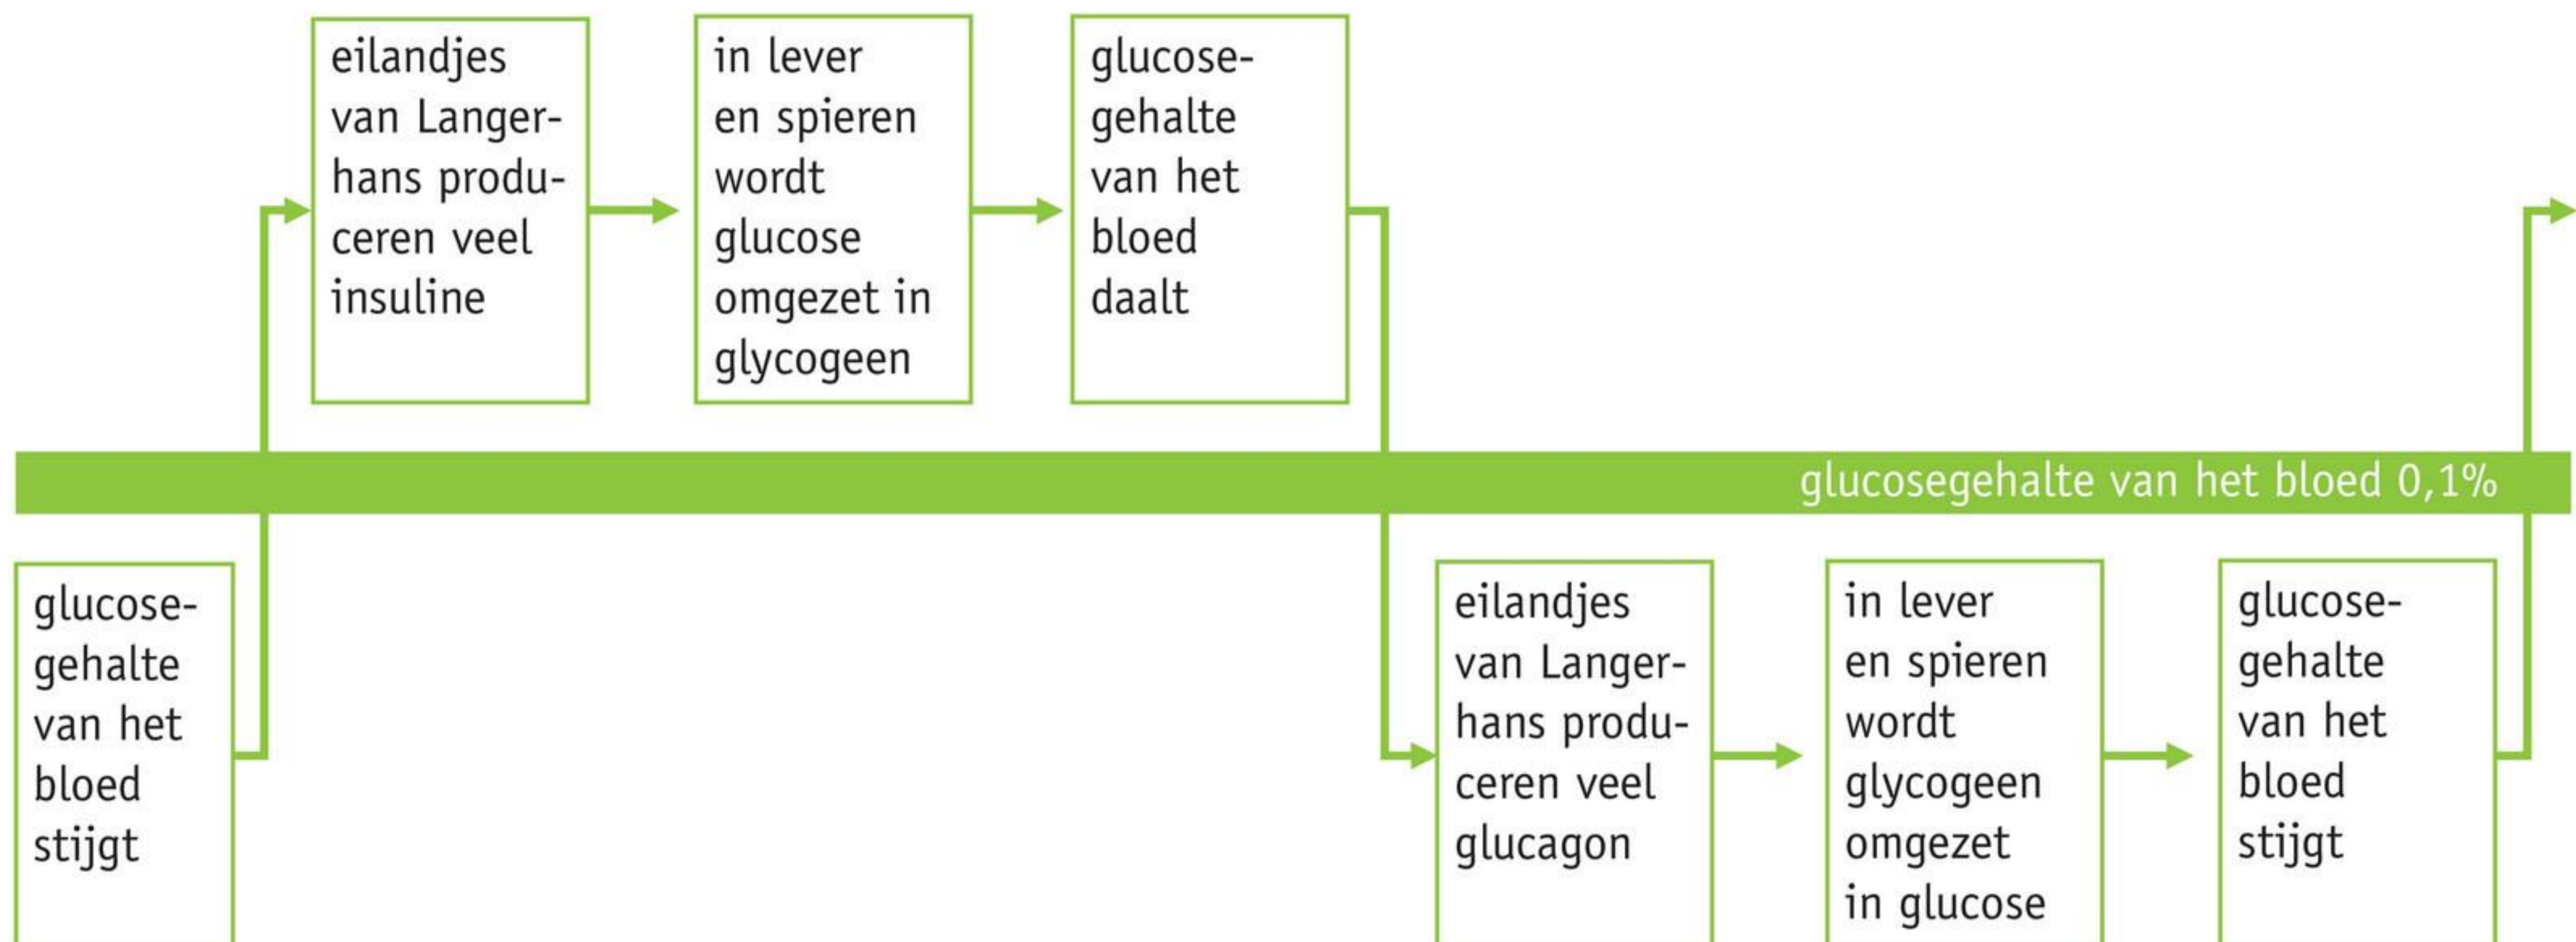 eilandjes
van Langer-
hans produ-
ceren veel
insuline
in lever
en spieren
wordt
glucose
omgezet in
glycogeen
glucose-
gehalte
van het
bloed
daalt
glucosegehalte van het bloed 0,1%
glucose-
gehalte
van het
bloed
stijgt
eilandjes
van Langer-
hans produ-
ceren veel
glucagon
in lever
en spieren
wordt
glycogeen
omgezet
in glucose
glucose-
gehalte
van het
bloed
stijgt